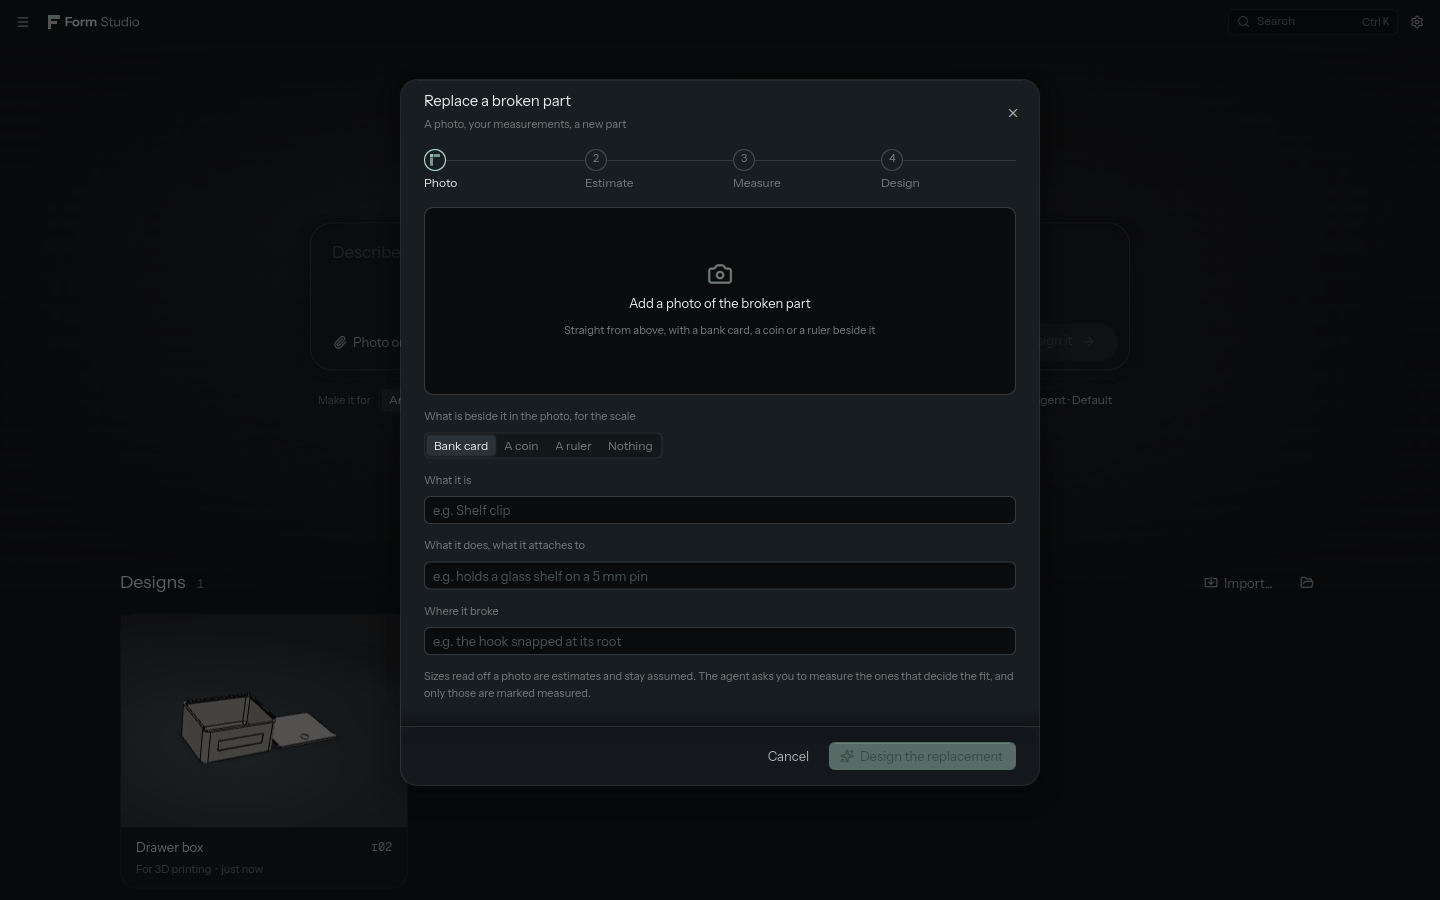 Form Studio
Search Ctrl K
Replace a broken part
A photo, your measurements, a new part
2 3 4
Photo Estimate Measure Design
Describe
Add a photo of the broken part
Straight from above, with a bank card, a coin or a ruler beside it
Photo or
sign it
Make it for
gent · Default
What is beside it in the photo, for the scale
Bank card A coin A ruler Nothing
What it is
e.g. Shelf clip
What it does, what it attaches to
e.g. holds a glass shelf on a 5 mm pin
Designs 1
Import...
Where it broke
e.g. the hook snapped at its root
Sizes read off a photo are estimates and stay assumed. The agent asks you to measure the ones that decide the fit, and
only those are marked measured.
Cancel Design the replacement
Drawer box r02
For 3D printing · just now